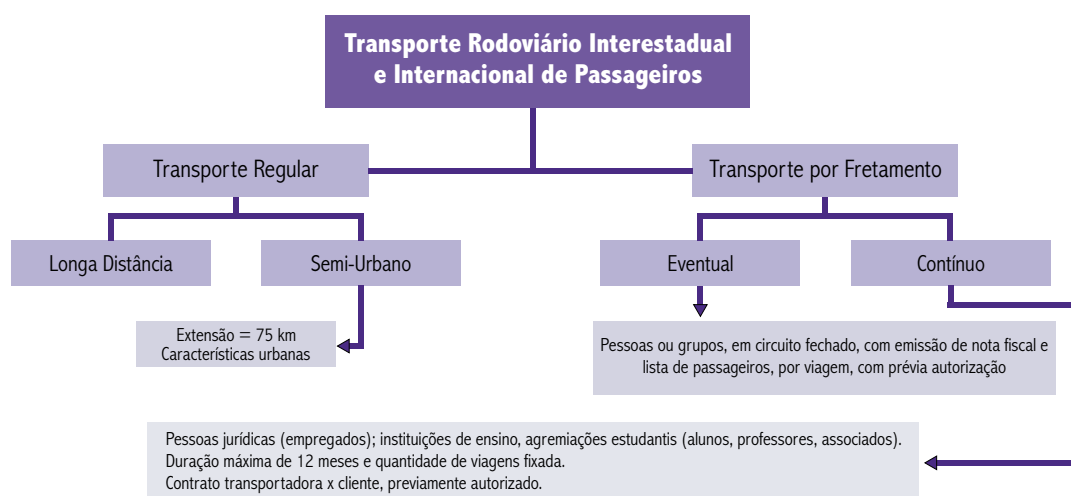 Transporte Rodoviário Interestadual
e Internacional de Passageiros
Transporte Regular
Transporte por Fretamento
Longa Distância
Semi-Urbano
Eventual
Contínuo
Extensão = 75 km
Características urbanas
Pessoas ou grupos, em circuito fechado, com emissão de nota fiscal e
lista de passageiros, por viagem, com prévia autorização
Pessoas jurídicas (empregados); instituições de ensino, agremiações estudantis (alunos, professores, associados).
Duração máxima de 12 meses e quantidade de viagens fixada.
Contrato transportadora x cliente, previamente autorizado.